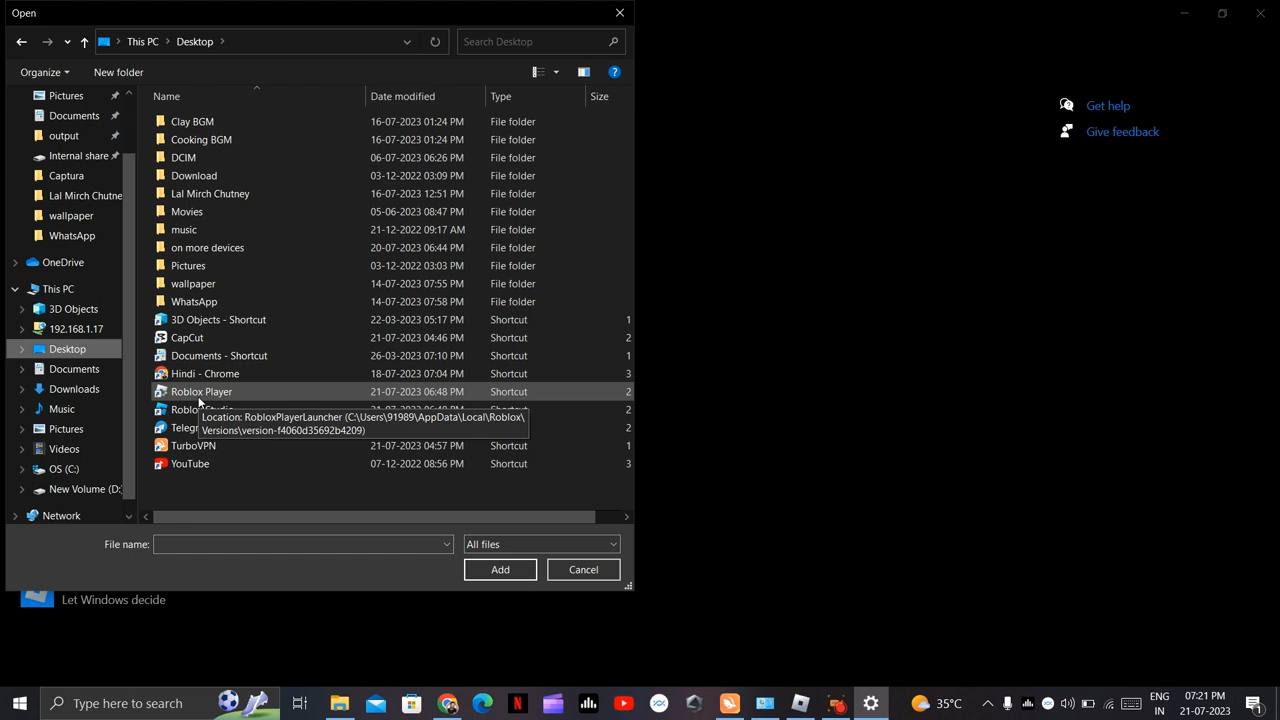 Open
This PC
Desktop
Search Desktop
Organize
New folder
Get help
Give feedback
Name
Date modified
Type
Size
Pictures
Documents
output
Internal share
Captura
Lal Mirch Chutne
wallpaper
WhatsApp
OneDrive
This PC
3D Objects
192.168.1.17
Desktop
Documents
Downloads
Music
Pictures
Videos
OS (C:)
New Volume (D:
Network
Clay BGM 16-07-2023 01:24 PM File folder
Cooking BGM 16-07-2023 01:24 PM File folder
DCIM 06-07-2023 06:26 PM File folder
Download 03-12-2022 03:09 PM File folder
Lal Mirch Chutney 16-07-2023 12:51 PM File folder
Movies 05-06-2023 08:47 PM File folder
music 21-12-2022 09:17 AM File folder
on more devices 20-07-2023 06:44 PM File folder
Pictures 03-12-2022 03:03 PM File folder
wallpaper 14-07-2023 07:55 PM File folder
WhatsApp 14-07-2023 07:58 PM File folder
3D Objects - Shortcut 22-03-2023 05:17 PM Shortcut 1
CapCut 21-07-2023 04:46 PM Shortcut 2
Documents - Shortcut 26-03-2023 07:10 PM Shortcut 1
Hindi - Chrome 18-07-2023 07:04 PM Shortcut 3
Roblox Player 21-07-2023 06:48 PM Shortcut 2
Location: RobloxPlayerLauncher (C:\Users\91989\AppData\Local\Roblox\
Versions\version-f4060d35692b4209)
TurboVPN 21-07-2023 04:57 PM Shortcut 1
YouTube 07-12-2022 08:56 PM Shortcut 3
File name:
All files
Add
Cancel
Let Windows decide
Type here to search
35°C
ENG
IN
07:21 PM
21-07-2023
1